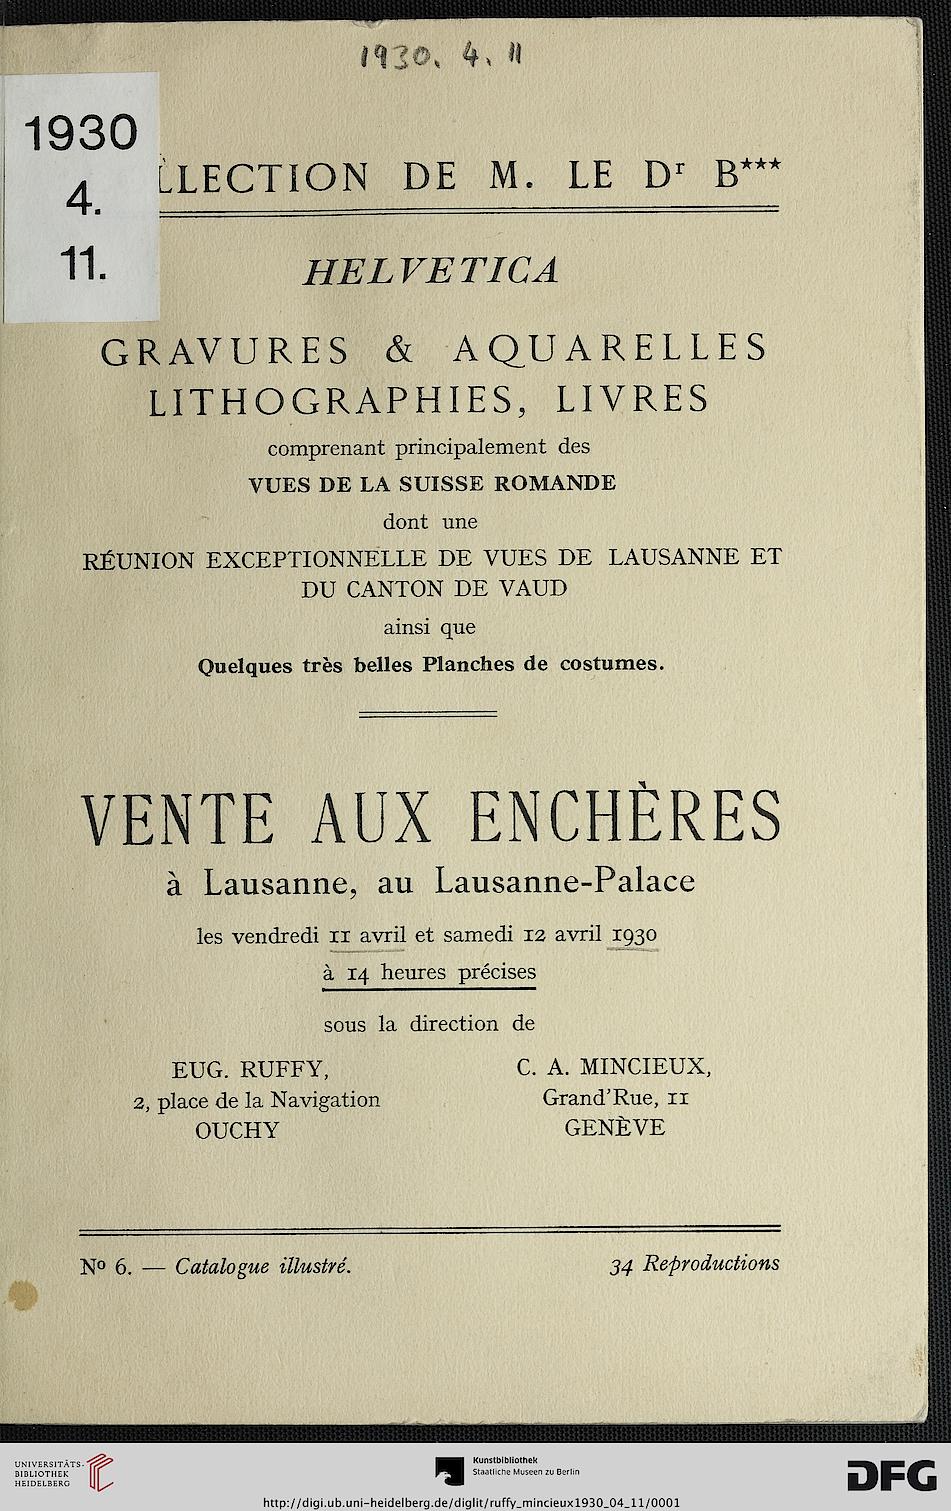 1930. 4. 11
1930
4.
11.
LLECTION DE M. LE Dr B***
HELVETICA
GRAVURES & AQUARELLES
LITHOGRAPHIES, LIVRES
comprenant principalement des
VUES DE LA SUISSE ROMANDE
dont une
RÉUNION EXCEPTIONNELLE DE VUES DE LAUSANNE ET
DU CANTON DE VAUD
ainsi que
Quelques très belles Planches de costumes.
VENTE AUX ENCHÈRES
à Lausanne, au Lausanne-Palace
les vendredi 11 avril et samedi 12 avril 1930
à 14 heures précises
sous la direction de
EUG. RUFFY,
2, place de la Navigation
OUCHY
C. A. MINCIEUX,
Grand'Rue, 11
GENÈVE
No 6. — Catalogue illustré.
34 Reproductions
UNIVERSITÄTS-
BIBLIOTHEK
HEIDELBERG
Kunstbibliothek
Staatliche Museen zu Berlin
DFG
http://digi.ub.uni-heidelberg.de/diglit/ruffy_mincieux1930_04_11/0001